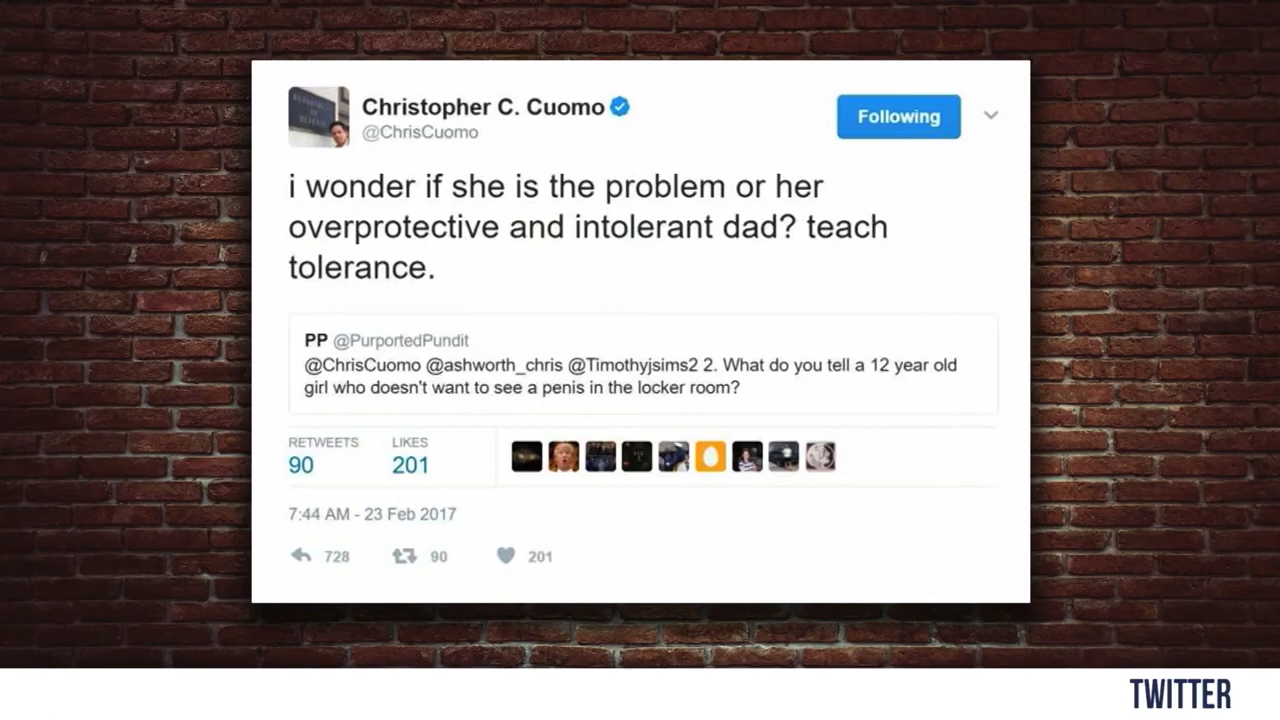 Christopher C. Cuomo
@ChrisCuomo
Following
i wonder if she is the problem or her
overprotective and intolerant dad? teach
tolerance.
PP @PurportedPundit
@ChrisCuomo @ashworth_chris @Timothyjsims2 2. What do you tell a 12 year old
girl who doesn't want to see a penis in the locker room?
RETWEETS LIKES
90 201
7:44 AM - 23 Feb 2017
728 90 201
TWITTER